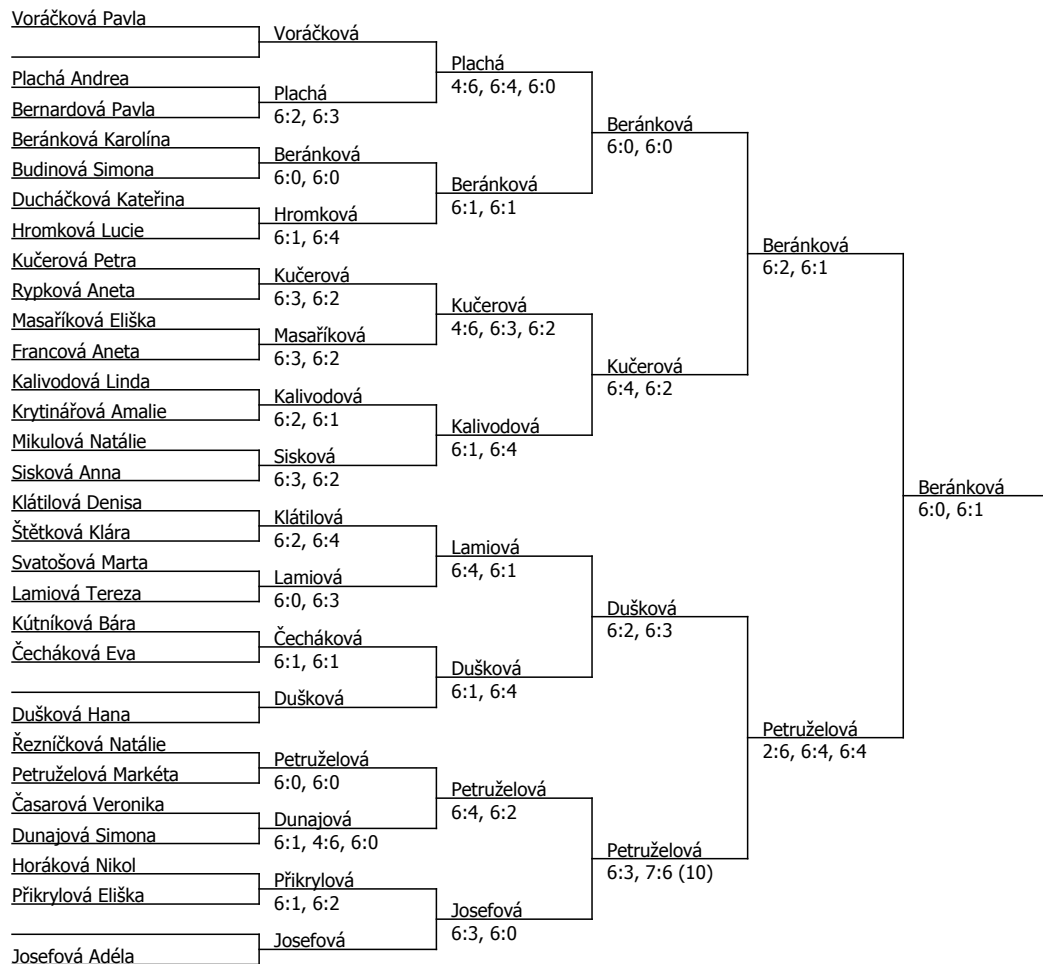 Voráčková Pavla
Plachá Andrea
Bernardová Pavla
Beránková Karolína
Budinová Simona
Ducháčková Kateřina
Hromková Lucie
Kučerová Petra
Rypková Aneta
Masaříková Eliška
Francová Aneta
Kalivodová Linda
Krytinářová Amalie
Mikulová Natálie
Sisková Anna
Klátilová Denisa
Štětková Klára
Svatošová Marta
Lamiová Tereza
Kútníková Bára
Čecháková Eva
Dušková Hana
Řezníčková Natálie
Petruželová Markéta
Časarová Veronika
Dunajová Simona
Horáková Nikol
Přikrylová Eliška
Josefová Adéla
Voráčková
Plachá
6:2, 6:3
Beránková
6:0, 6:0
Hromková
6:1, 6:4
Kučerová
6:3, 6:2
Masaříková
6:3, 6:2
Kalivodová
6:2, 6:1
Sisková
6:3, 6:2
Klátilová
6:2, 6:4
Lamiová
6:0, 6:3
Čecháková
6:1, 6:1
Dušková
Petruželová
6:0, 6:0
Dunajová
6:1, 4:6, 6:0
Přikrylová
6:1, 6:2
Josefová
Plachá
4:6, 6:4, 6:0
Beránková
6:1, 6:1
Kučerová
4:6, 6:3, 6:2
Kalivodová
6:1, 6:4
Lamiová
6:4, 6:1
Dušková
6:1, 6:4
Petruželová
6:4, 6:2
Josefová
6:3, 6:0
Beránková
6:0, 6:0
Kučerová
6:4, 6:2
Dušková
6:2, 6:3
Petruželová
6:3, 7:6 (10)
Beránková
6:2, 6:1
Petruželová
2:6, 6:4, 6:4
Beránková
6:0, 6:1